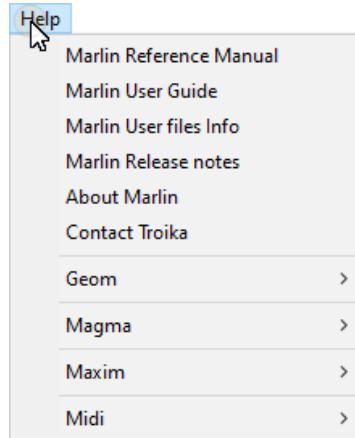 Help
Marlin Reference Manual
Marlin User Guide
Marlin User files Info
Marlin Release notes
About Marlin
Contact Troika
Geom
Magma
Maxim
Midi